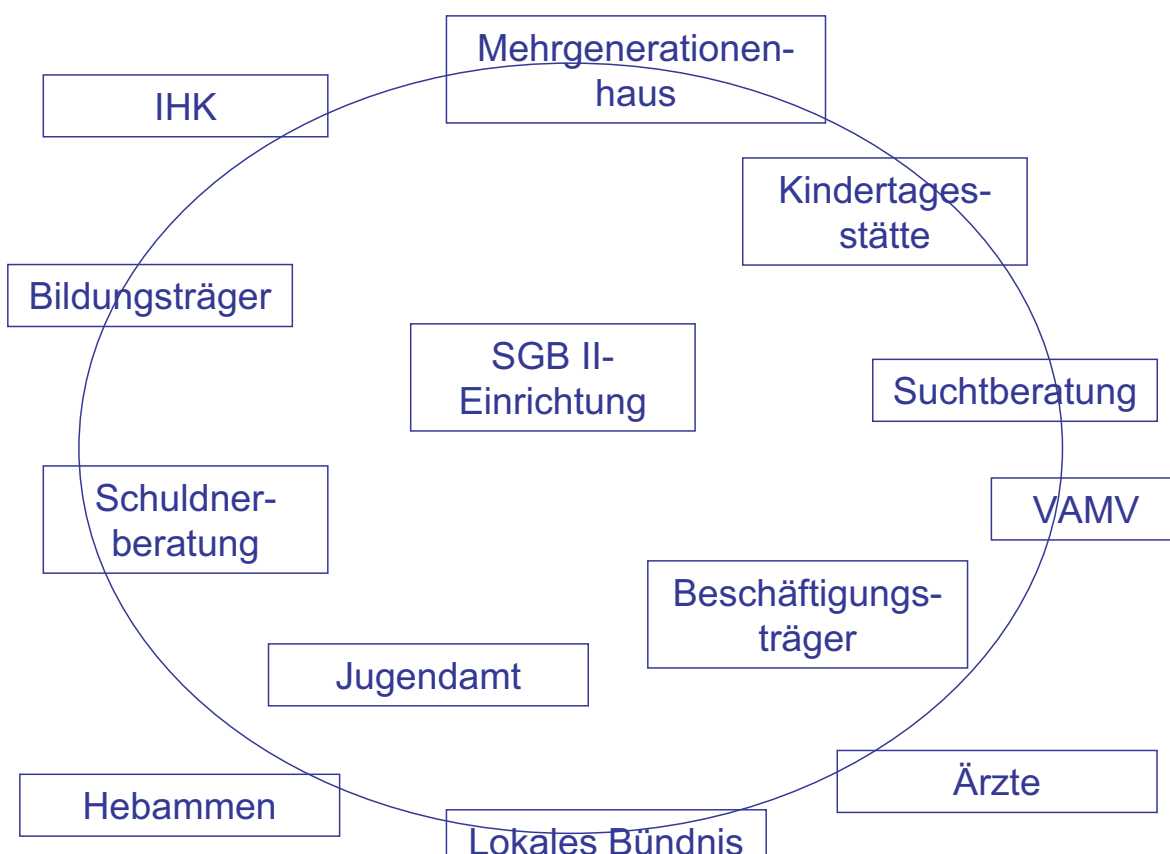 Mehrgenerationen-
haus
IHK
Kindertages-
stätte
Bildungsträger
SGB II-
Einrichtung
Suchtberatung
Schuldner-
beratung
VAMV
Beschäftigungs-
träger
Jugendamt
Ärzte
Hebammen
Lokales Bündnis